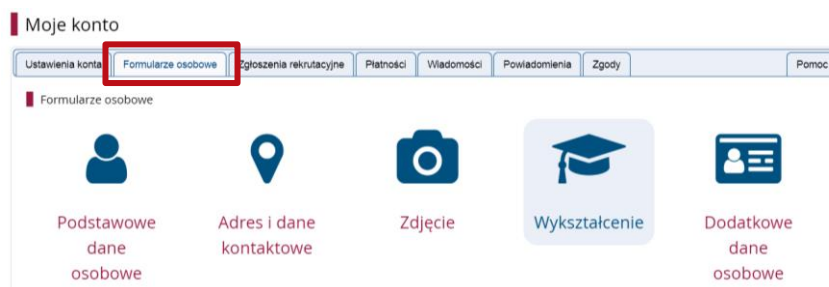 Moje konto
Ustawienia konta Formularze osobowe Zgłoszenia rekrutacyjne Płatności Wiadomości Powiadomienia Zgody Pomoc
Formularze osobowe
Podstawowe dane osobowe
Adres i dane kontaktowe
Zdjęcie
Wykształcenie
Dodatkowe dane osobowe